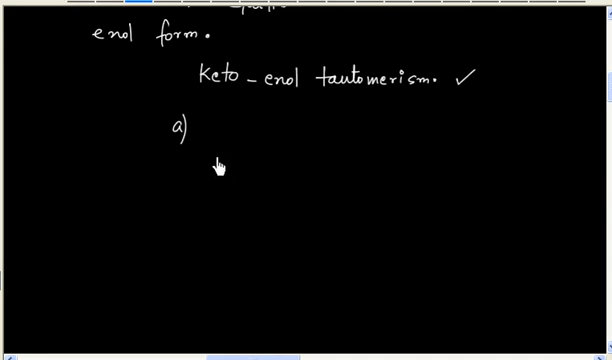 enol form.
Keto - enol tautomerism. ✓
a)